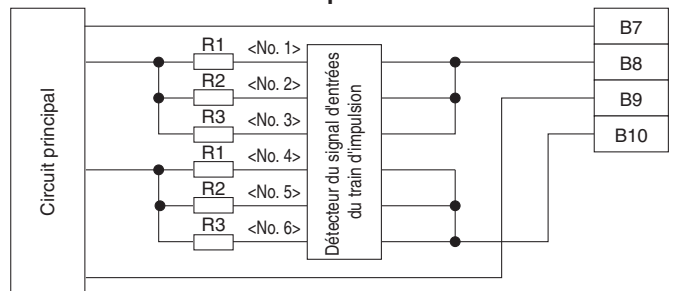 Circuit principal
R1 <No. 1>
R2 <No. 2>
R3 <No. 3>
R1 <No. 4>
R2 <No. 5>
R3 <No. 6>
Détecteur du signal d'entrées
du train d'impulsion
B7
B8
B9
B10